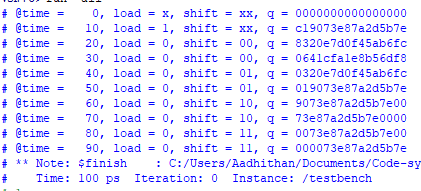 # @time =    0, load = x, shift = xx, q = 0000000000000000
# @time =   10, load = 1, shift = xx, q = c19073e87a2d5b7e
# @time =   20, load = 0, shift = 00, q = 8320e7d0f45ab6fc
# @time =   30, load = 0, shift = 00, q = 0641cfa1e8b56df8
# @time =   40, load = 0, shift = 01, q = 0320e7d0f45ab6fc
# @time =   50, load = 0, shift = 01, q = 019073e87a2d5b7e
# @time =   60, load = 0, shift = 10, q = 9073e87a2d5b7e00
# @time =   70, load = 0, shift = 10, q = 73e87a2d5b7e0000
# @time =   80, load = 0, shift = 11, q = 0073e87a2d5b7e00
# @time =   90, load = 0, shift = 11, q = 000073e87a2d5b7e
# ** Note: $finish    : C:/Users/Aadhithan/Documents/Code-sy
#    Time: 100 ps  Iteration: 0  Instance: /testbench